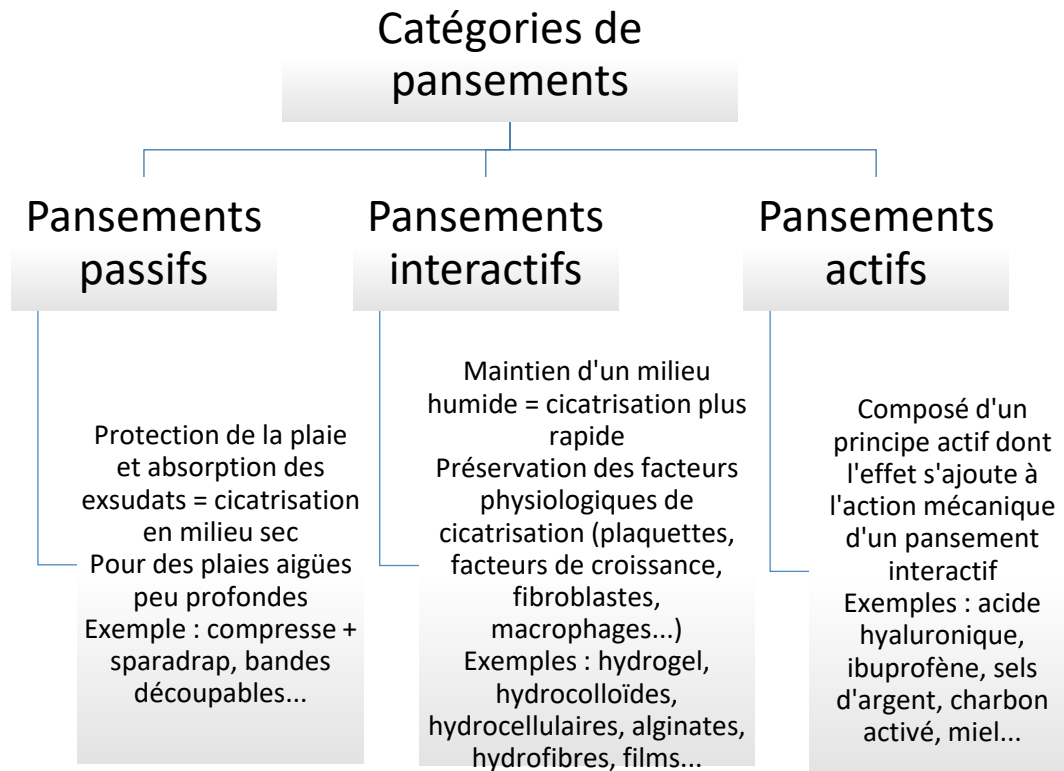 Catégories de
pansements
Pansements
passifs
Protection de la plaie
et absorption des
exsudats = cicatrisation
en milieu sec
Pour des plaies aigües
peu profondes
Exemple : compresse +
sparadrap, bandes
découpables...
Pansements
interactifs
Maintien d'un milieu
humide = cicatrisation plus
rapide
Préservation des facteurs
physiologiques de
cicatrisation (plaquettes,
facteurs de croissance,
fibroblastes,
macrophages...)
Exemples : hydrogel,
hydrocolloïdes,
hydrocellulaires, alginates,
hydrofibres, films...
Pansements
actifs
Composé d'un
principe actif dont
l'effet s'ajoute à
l'action mécanique
d'un pansement
interactif
Exemples : acide
hyaluronique,
ibuprofène, sels
d'argent, charbon
activé, miel...